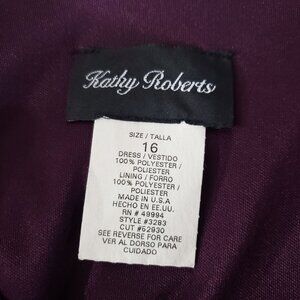 Kathy Roberts
SIZE / TALLA
16
DRESS / VESTIDO
100% POLYESTER /
POLIESTER
LINING / FORRO
100% POLYESTER /
POLIESTER
MADE IN U.S.A
HECHO EN EE.UU.
RN # 49994
STYLE #3283
CUT #62930
SEE REVERSE FOR CARE
VER AL DORSO PARA
CUIDADO